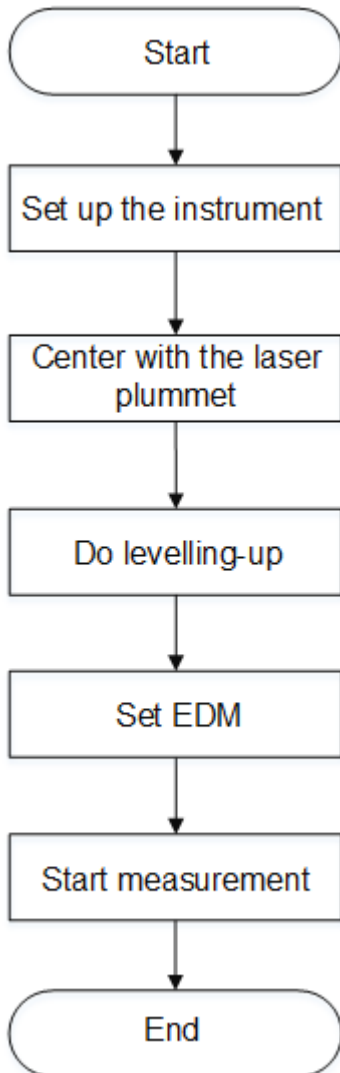 Start
Set up the instrument
Center with the laser
plummet
Do levelling-up
Set EDM
Start measurement
End